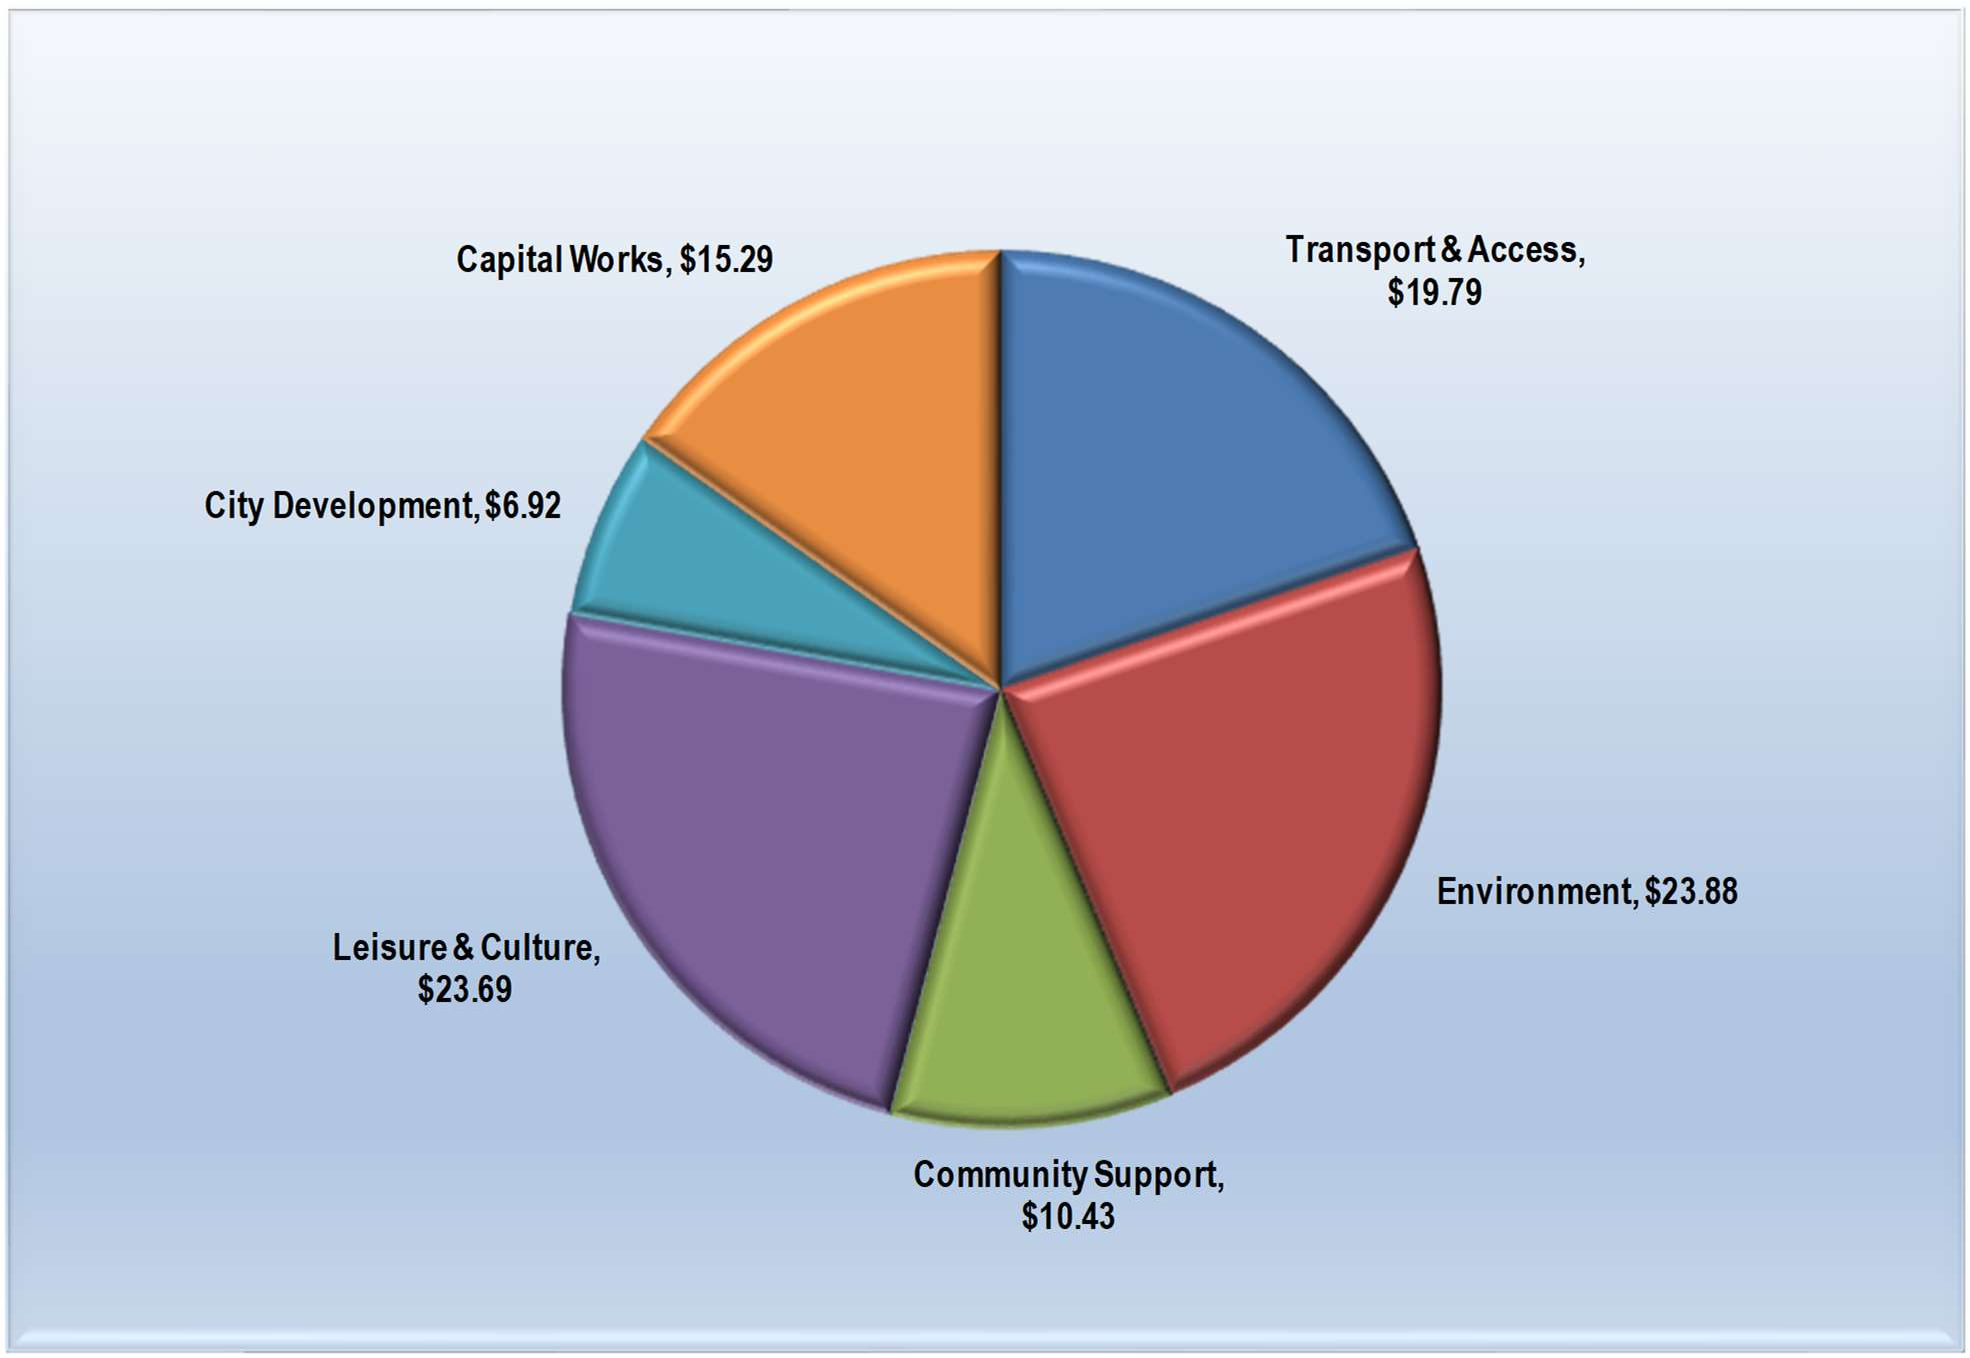 Transport & Access,
$19.79
Environment, $23.88
Community Support,
$10.43
Leisure & Culture,
$23.69
City Development, $6.92
Capital Works, $15.29